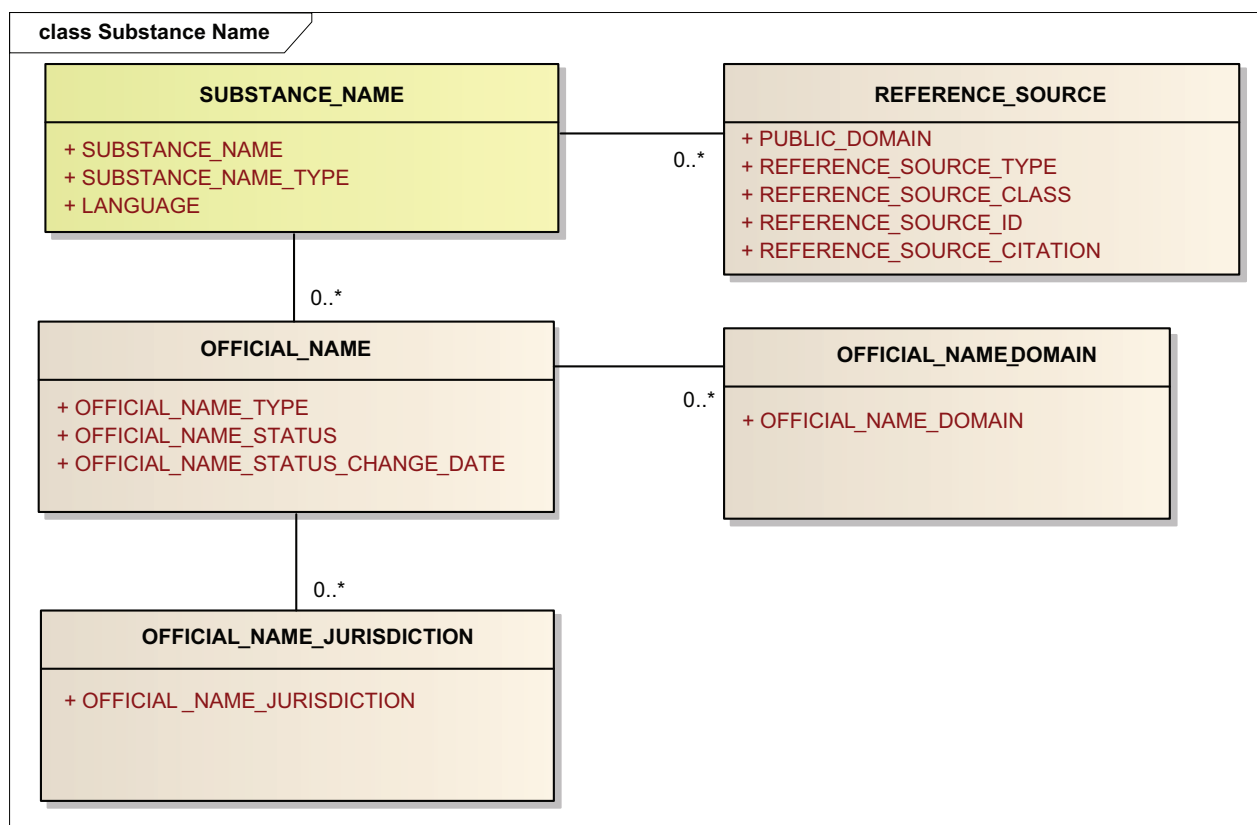 class Substance Name
SUBSTANCE_NAME
+ SUBSTANCE_NAME
+ SUBSTANCE_NAME_TYPE
+ LANGUAGE
0..*
REFERENCE_SOURCE
+ PUBLIC_DOMAIN
+ REFERENCE_SOURCE_TYPE
+ REFERENCE_SOURCE_CLASS
+ REFERENCE_SOURCE_ID
+ REFERENCE_SOURCE_CITATION
0..*
OFFICIAL_NAME
+ OFFICIAL_NAME_TYPE
+ OFFICIAL_NAME_STATUS
+ OFFICIAL_NAME_STATUS_CHANGE_DATE
0..*
OFFICIAL_NAME_DOMAIN
+ OFFICIAL_NAME_DOMAIN
0..*
OFFICIAL_NAME_JURISDICTION
+ OFFICIAL _NAME_JURISDICTION